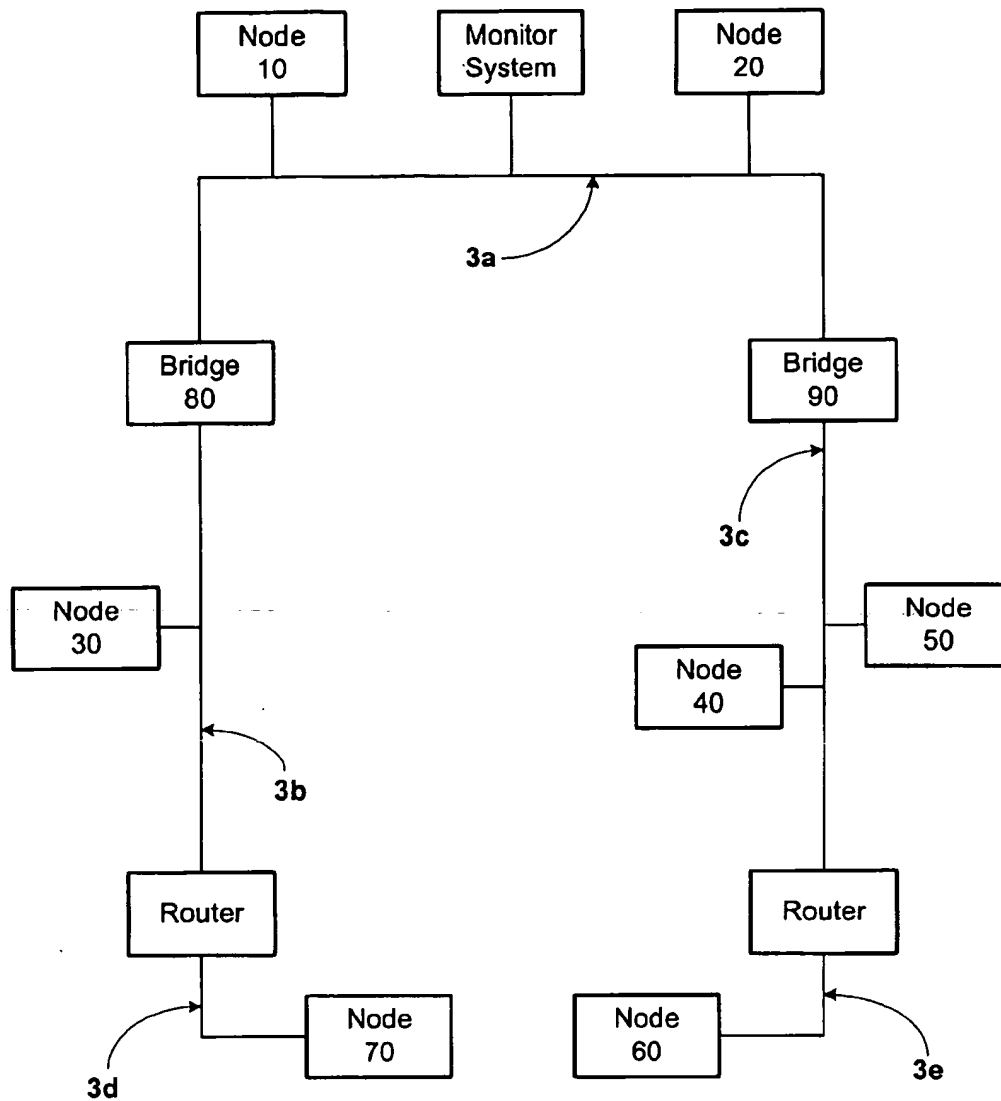 Node
10
Monitor
System
Node
20
3a
Bridge
80
Bridge
90
3c
Node
30
Node
50
Node
40
3b
Router
Router
Node
70
Node
60
3d
3e